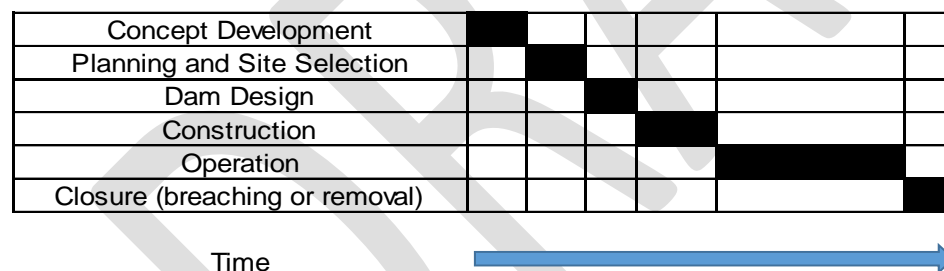 Concept Development
Planning and Site Selection
Dam Design
Construction
Operation
Closure (breaching or removal)
Time